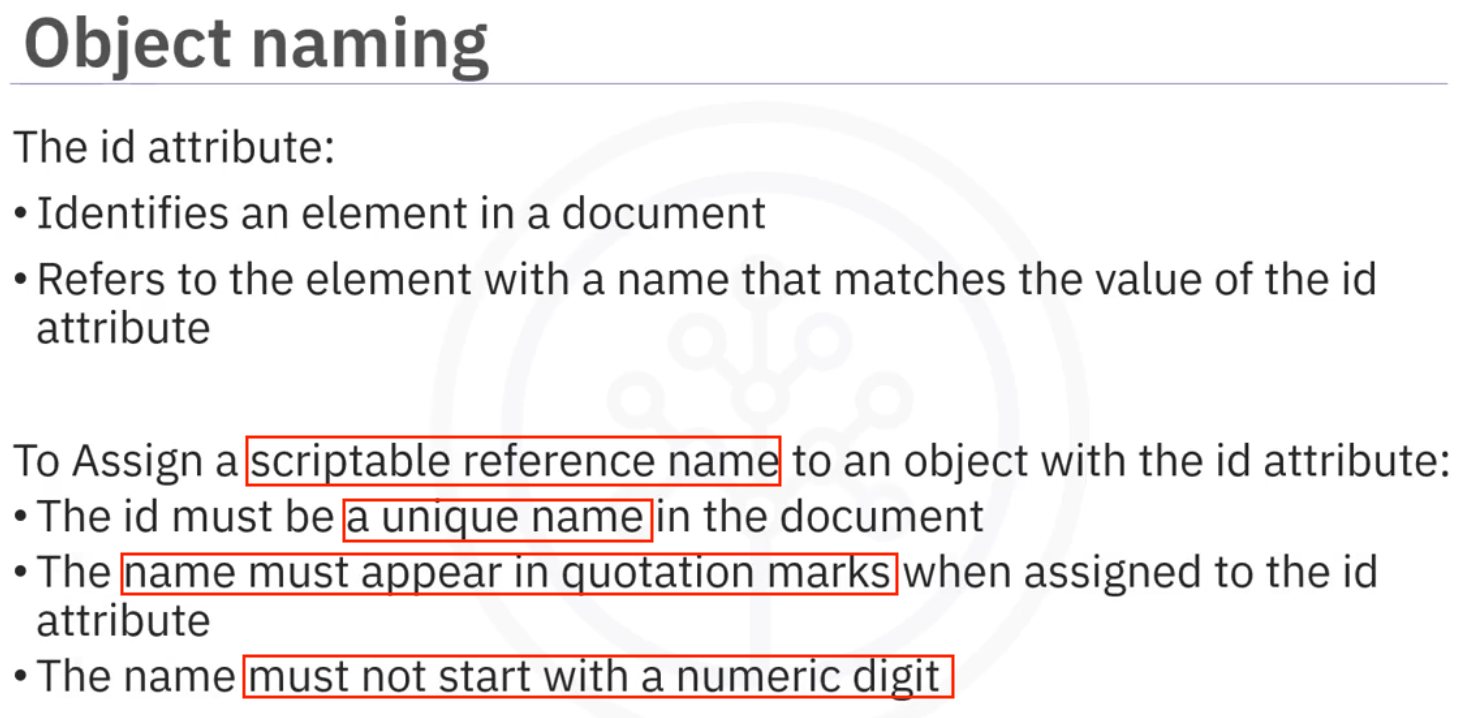 Object naming
The id attribute:
• Identifies an element in a document
• Refers to the element with a name that matches the value of the id
attribute
To Assign a scriptable reference name to an object with the id attribute:
• The id must be a unique name in the document
• The name must appear in quotation marks when assigned to the id
attribute
• The name must not start with a numeric digit